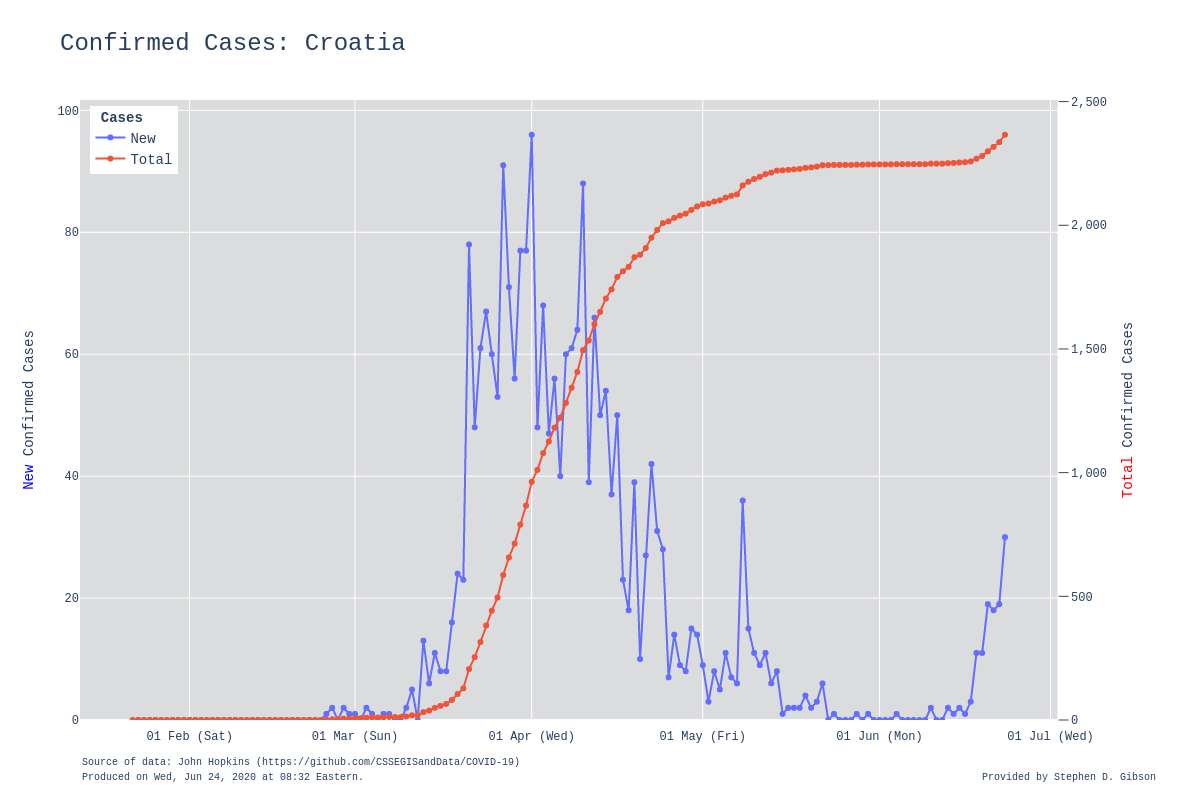 Confirmed Cases: Croatia
Cases
New
Total
100
80
60
40
20
0
2,500
2,000
1,500
1,000
500
0
New Confirmed Cases
Total Confirmed Cases
01 Feb (Sat)
01 Mar (Sun)
01 Apr (Wed)
01 May (Fri)
01 Jun (Mon)
01 Jul (Wed)
Source of data: John Hopkins (https://github.com/CSSEGISandData/COVID-19)
Produced on Wed, Jun 24, 2020 at 08:32 Eastern.
Provided by Stephen D. Gibson